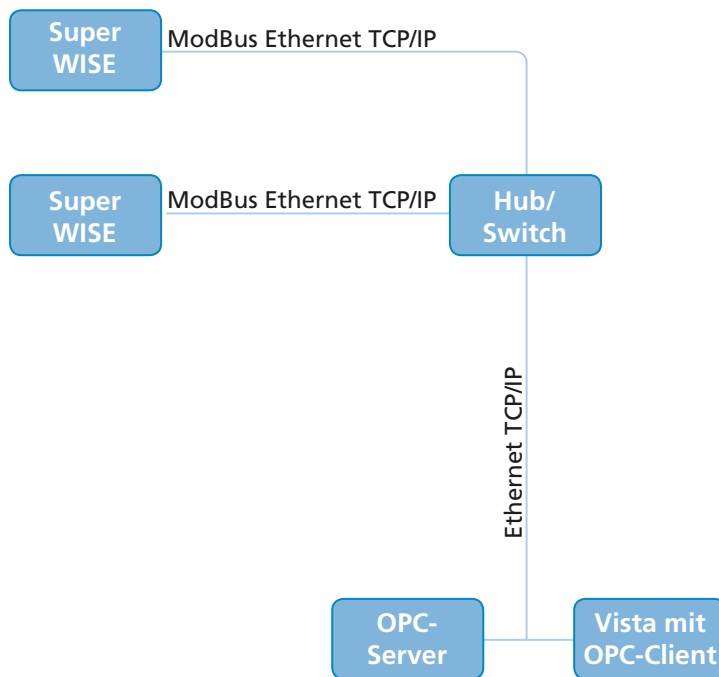 Super
WISE
ModBus Ethernet TCP/IP
Super
WISE
ModBus Ethernet TCP/IP
Hub/
Switch
Ethernet TCP/IP
OPC-
Server
Vista mit
OPC-Client